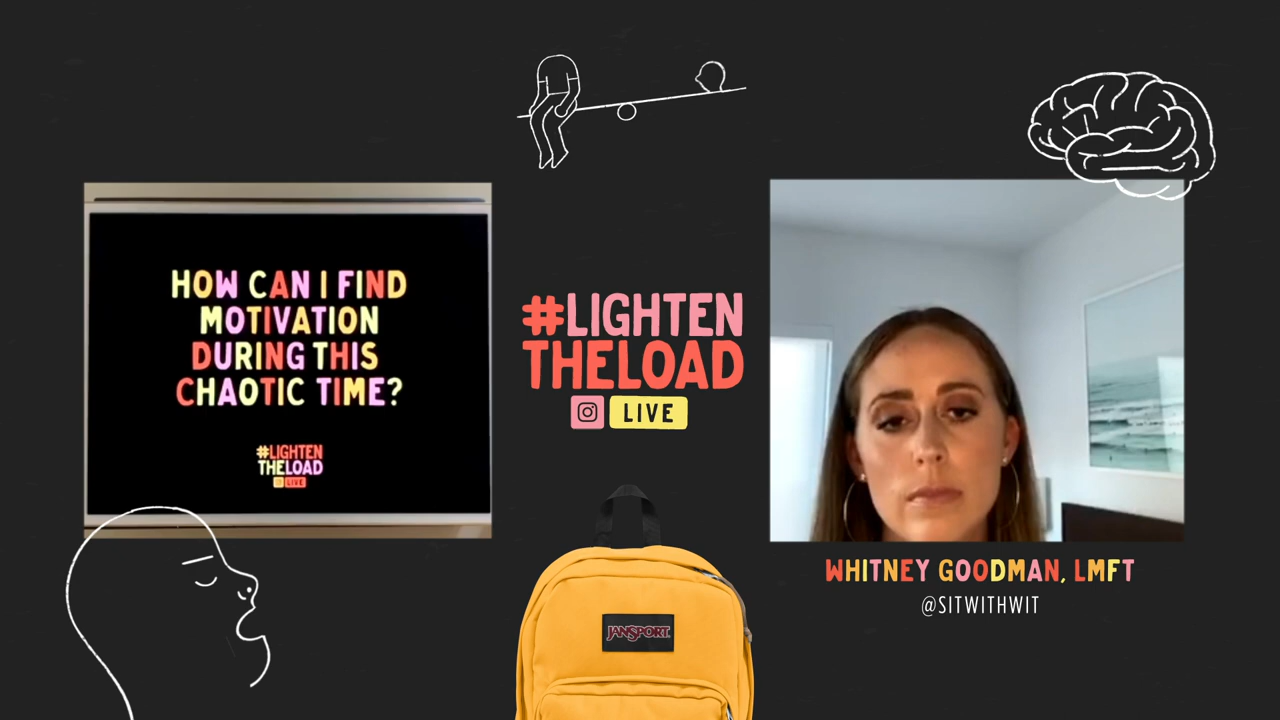 HOW CAN I FIND
MOTIVATION
DURING THIS
CHAOTIC TIME?
#LIGHTEN
THELOAD
LIVE
#LIGHTEN
THELOAD
LIVE
JANSPORT
WHITNEY GOODMAN, LMFT
@SITWITHWIT